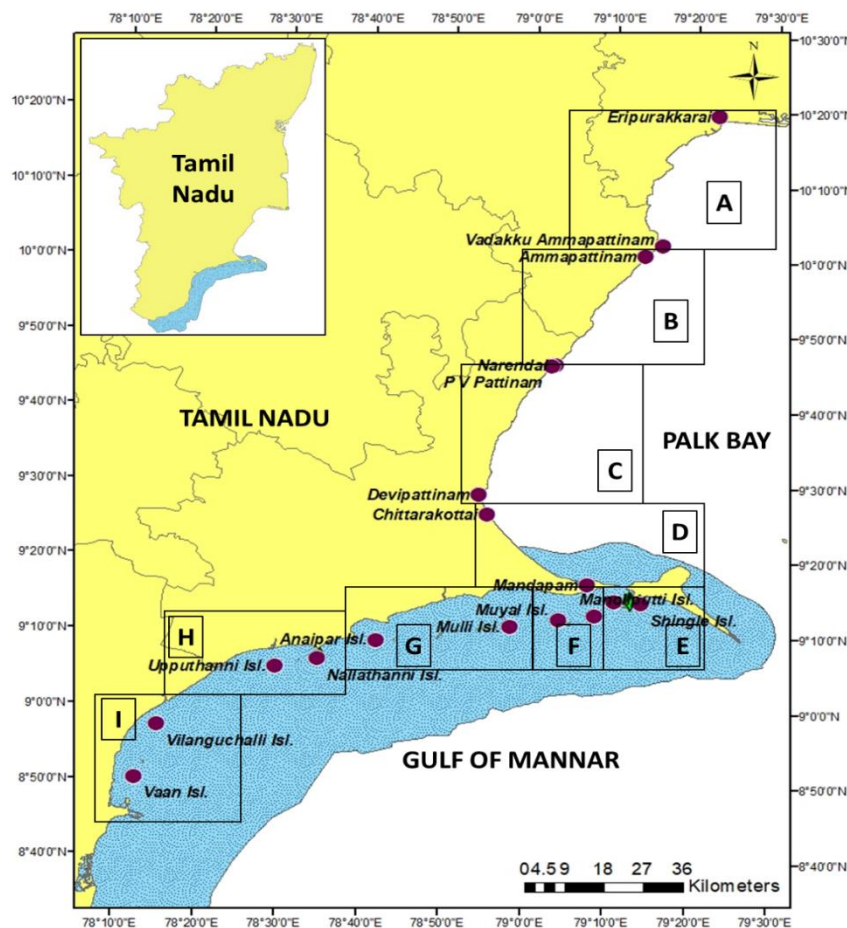 78°10'0"E 78°20'0"E 78°30'0"E 78°40'0"E 78°50'0"E 79°0'0"E 79°10'0"E 79°20'0"E 79°30'0"E
10°30'0"N
N
10°20'0"N
10°20'0"N
Eripurakkarai
Tamil
Nadu
10°10'0"N
10°10'0"N
A
Vadakku Ammapattinam
10°0'0"N
Ammapattinam
10°0'0"N
B
9°50'0"N
9°50'0"N
Narendal
P V Pattinam
9°40'0"N
9°40'0"N
TAMIL NADU
PALK BAY
C
9°30'0"N
9°30'0"N
Devipattinam
Chittarakottai
D
9°20'0"N
9°20'0"N
Mandapam
Manoliputti Isl.
Muyal Isl.
Shingle Isl.
9°10'0"N
9°10'0"N
H
Anaipar Isl.
G
Mulli Isl.
F
E
Upputhanni Isl.
Nallathanni Isl.
9°0'0"N
9°0'0"N
I
Vilanguchalli Isl.
GULF OF MANNAR
8°50'0"N
8°50'0"N
Vaan Isl.
8°40'0"N
8°40'0"N
0 4.5 9 18 27 36
Kilometers
78°10'0"E 78°20'0"E 78°30'0"E 78°40'0"E 78°50'0"E 79°0'0"E 79°10'0"E 79°20'0"E 79°30'0"E